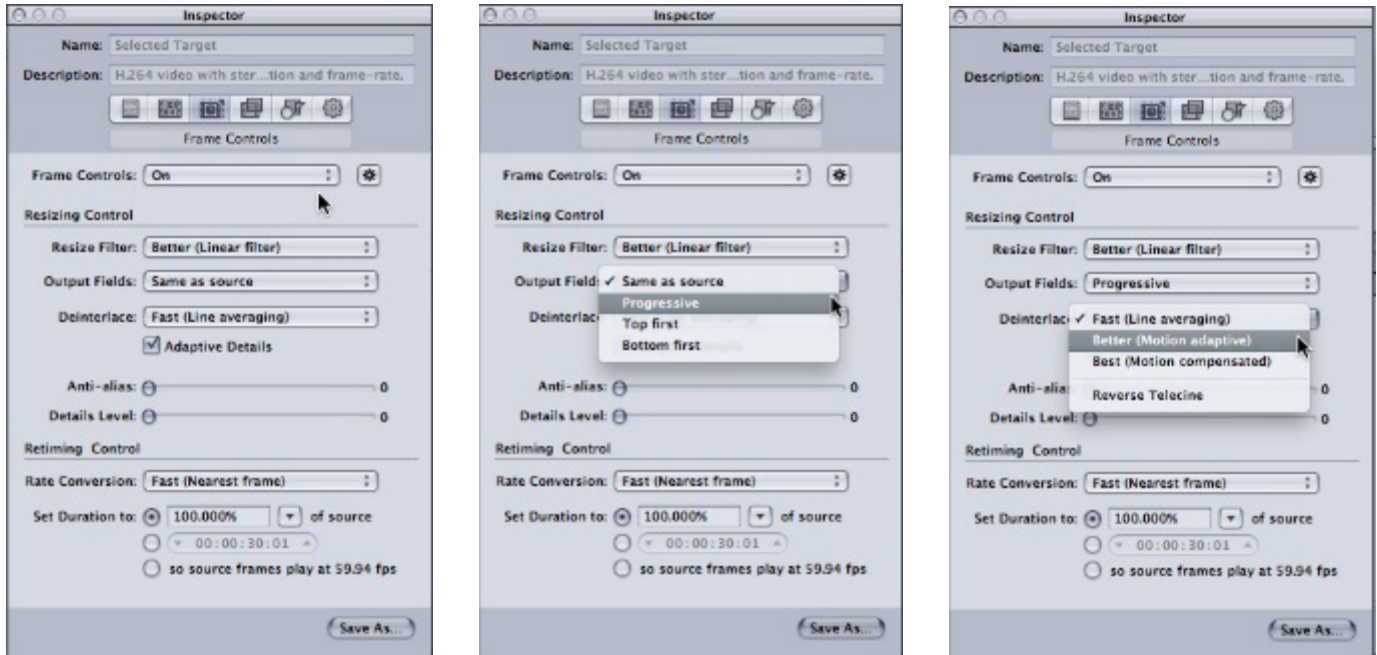 Inspector
Name: Selected Target
Description: H.264 video with ster...tion and frame-rate.
Frame Controls
Frame Controls: On
Resizing Control
Resize Filter: Better (Linear filter)
Output Fields: Same as source
Deinterlace: Fast (Line averaging)
Adaptive Details
Anti-alias: 0
Details Level: 0
Retiming Control
Rate Conversion: Fast (Nearest frame)
Set Duration to: 100.000% of source
00:00:30:01
so source frames play at 59.94 fps
Save As...
Inspector
Name: Selected Target
Description: H.264 video with ster...tion and frame-rate.
Frame Controls
Frame Controls: On
Resizing Control
Resize Filter: Better (Linear filter)
Output Field: ✓ Same as source
Progressive
Deinterlac
Top first
Bottom first
Anti-alias: 0
Details Level: 0
Retiming Control
Rate Conversion: Fast (Nearest frame)
Set Duration to: 100.000% of source
00:00:30:01
so source frames play at 59.94 fps
Save As...
Inspector
Name: Selected Target
Description: H.264 video with ster...tion and frame-rate.
Frame Controls
Frame Controls: On
Resizing Control
Resize Filter: Better (Linear filter)
Output Fields: Progressive
Deinterlac ✓ Fast (Line averaging)
Better (Motion adaptive)
Best (Motion compensated)
Anti-alia 0
Reverse Telecine
Details Level: 0
Retiming Control
Rate Conversion: Fast (Nearest frame)
Set Duration to: 100.000% of source
00:00:30:01
so source frames play at 59.94 fps
Save As...